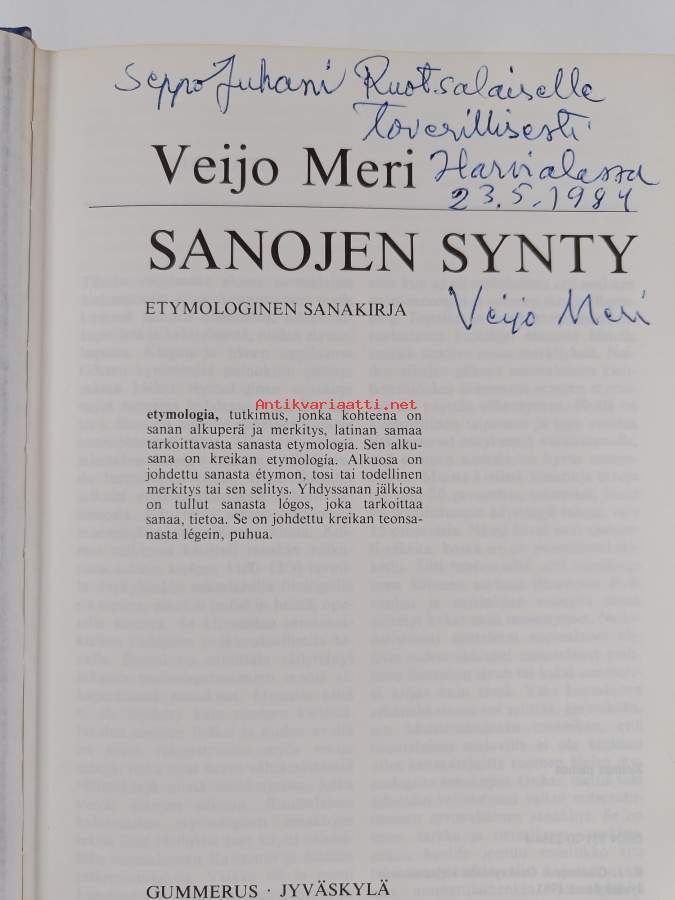 Seppo Juhani Ruotsalaiselle
toverillisesti
Veijo Meri Harvialassa
23.5.1984
SANOJEN SYNTY
ETYMOLOGINEN SANAKIRJA
Veijo Meri
Antikvariaatti.net
etymologia, tutkimus, jonka kohteena on
sanan alkuperä ja merkitys, latinan samaa
tarkoittavasta sanasta etymologia. Sen alku-
sana on kreikan etymología. Alkuosa on
johdettu sanasta étymon, tosi tai todellinen
merkitys tai sen selitys. Yhdyssanan jälkiosa
on tullut sanasta lógos, joka tarkoittaa
sanaa, tietoa. Se on johdettu kreikan teonsa-
nasta légein, puhua.
GUMMERUS · JYVÄSKYLÄ